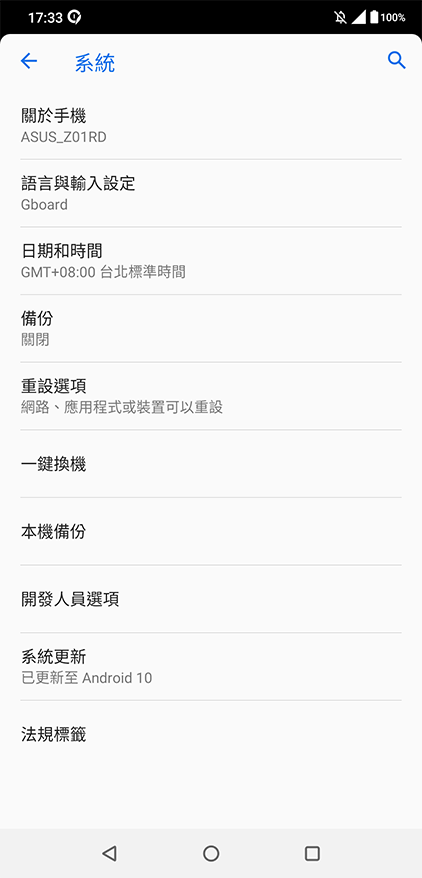 17:33
100%
系統
關於手機
ASUS_Z01RD
語言與輸入設定
Gboard
日期和時間
GMT+08:00 台北標準時間
備份
關閉
重設選項
網路、應用程式或裝置可以重設
一鍵換機
本機備份
開發人員選項
系統更新
已更新至 Android 10
法規標籤